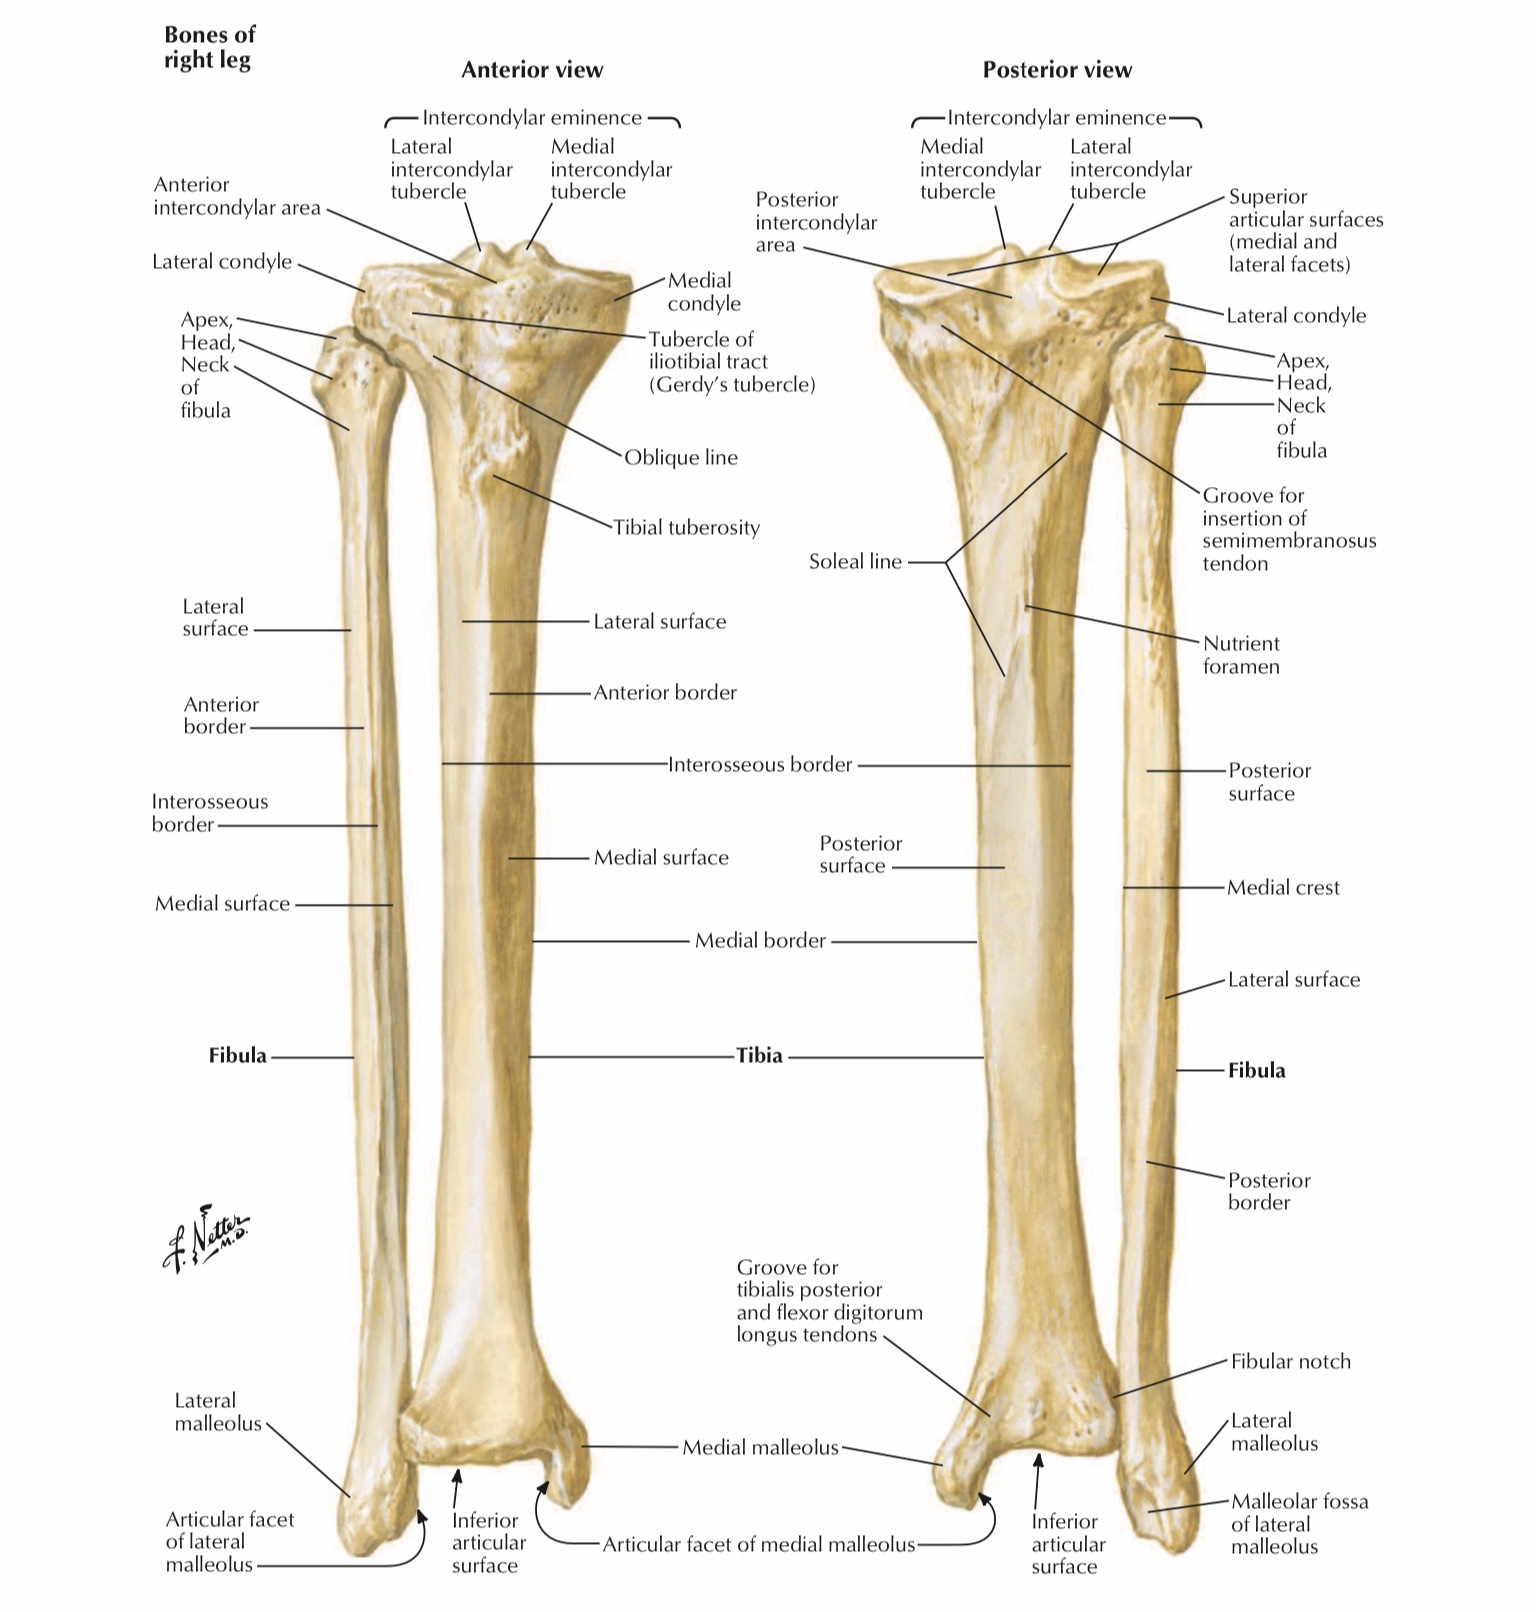 Bones of
right leg
Anterior view
Intercondylar eminence
Lateral
intercondylar
tubercle
Medial
intercondylar
tubercle
Anterior
intercondylar area
Lateral condyle
Apex,
Head,
Neck
of
fibula
Medial
condyle
Tubercle of
iliotibial tract
(Gerdy's tubercle)
Oblique line
Tibial tuberosity
Lateral
surface
Lateral surface
Anterior
border
Anterior border
Interosseous border
Interosseous
border
Medial surface
Medial surface
Medial border
Fibula
Tibia
F. Netter
M.D.
Lateral
malleolus
Medial malleolus
Articular facet
of lateral
malleolus
Inferior
articular
surface
Articular facet of medial malleolus
Posterior view
Intercondylar eminence
Medial
intercondylar
tubercle
Lateral
intercondylar
tubercle
Posterior
intercondylar
area
Superior
articular surfaces
(medial and
lateral facets)
Lateral condyle
Apex,
Head,
Neck
of
fibula
Groove for
insertion of
semimembranosus
tendon
Soleal line
Nutrient
foramen
Posterior
surface
Posterior
surface
Medial crest
Lateral surface
Fibula
Posterior
border
Groove for
tibialis posterior
and flexor digitorum
longus tendons
Fibular notch
Lateral
malleolus
Malleolar fossa
of lateral
malleolus
Inferior
articular
surface